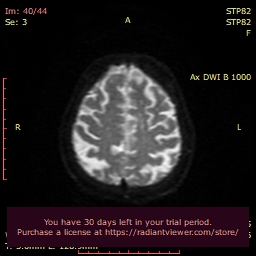 Im: 40/44
Se: 3
A
STP82
STP82
F
Ax DWI B 1000
R
L
You have 30 days left in your trial period.
Purchase a license at https://radiantviewer.com/store/